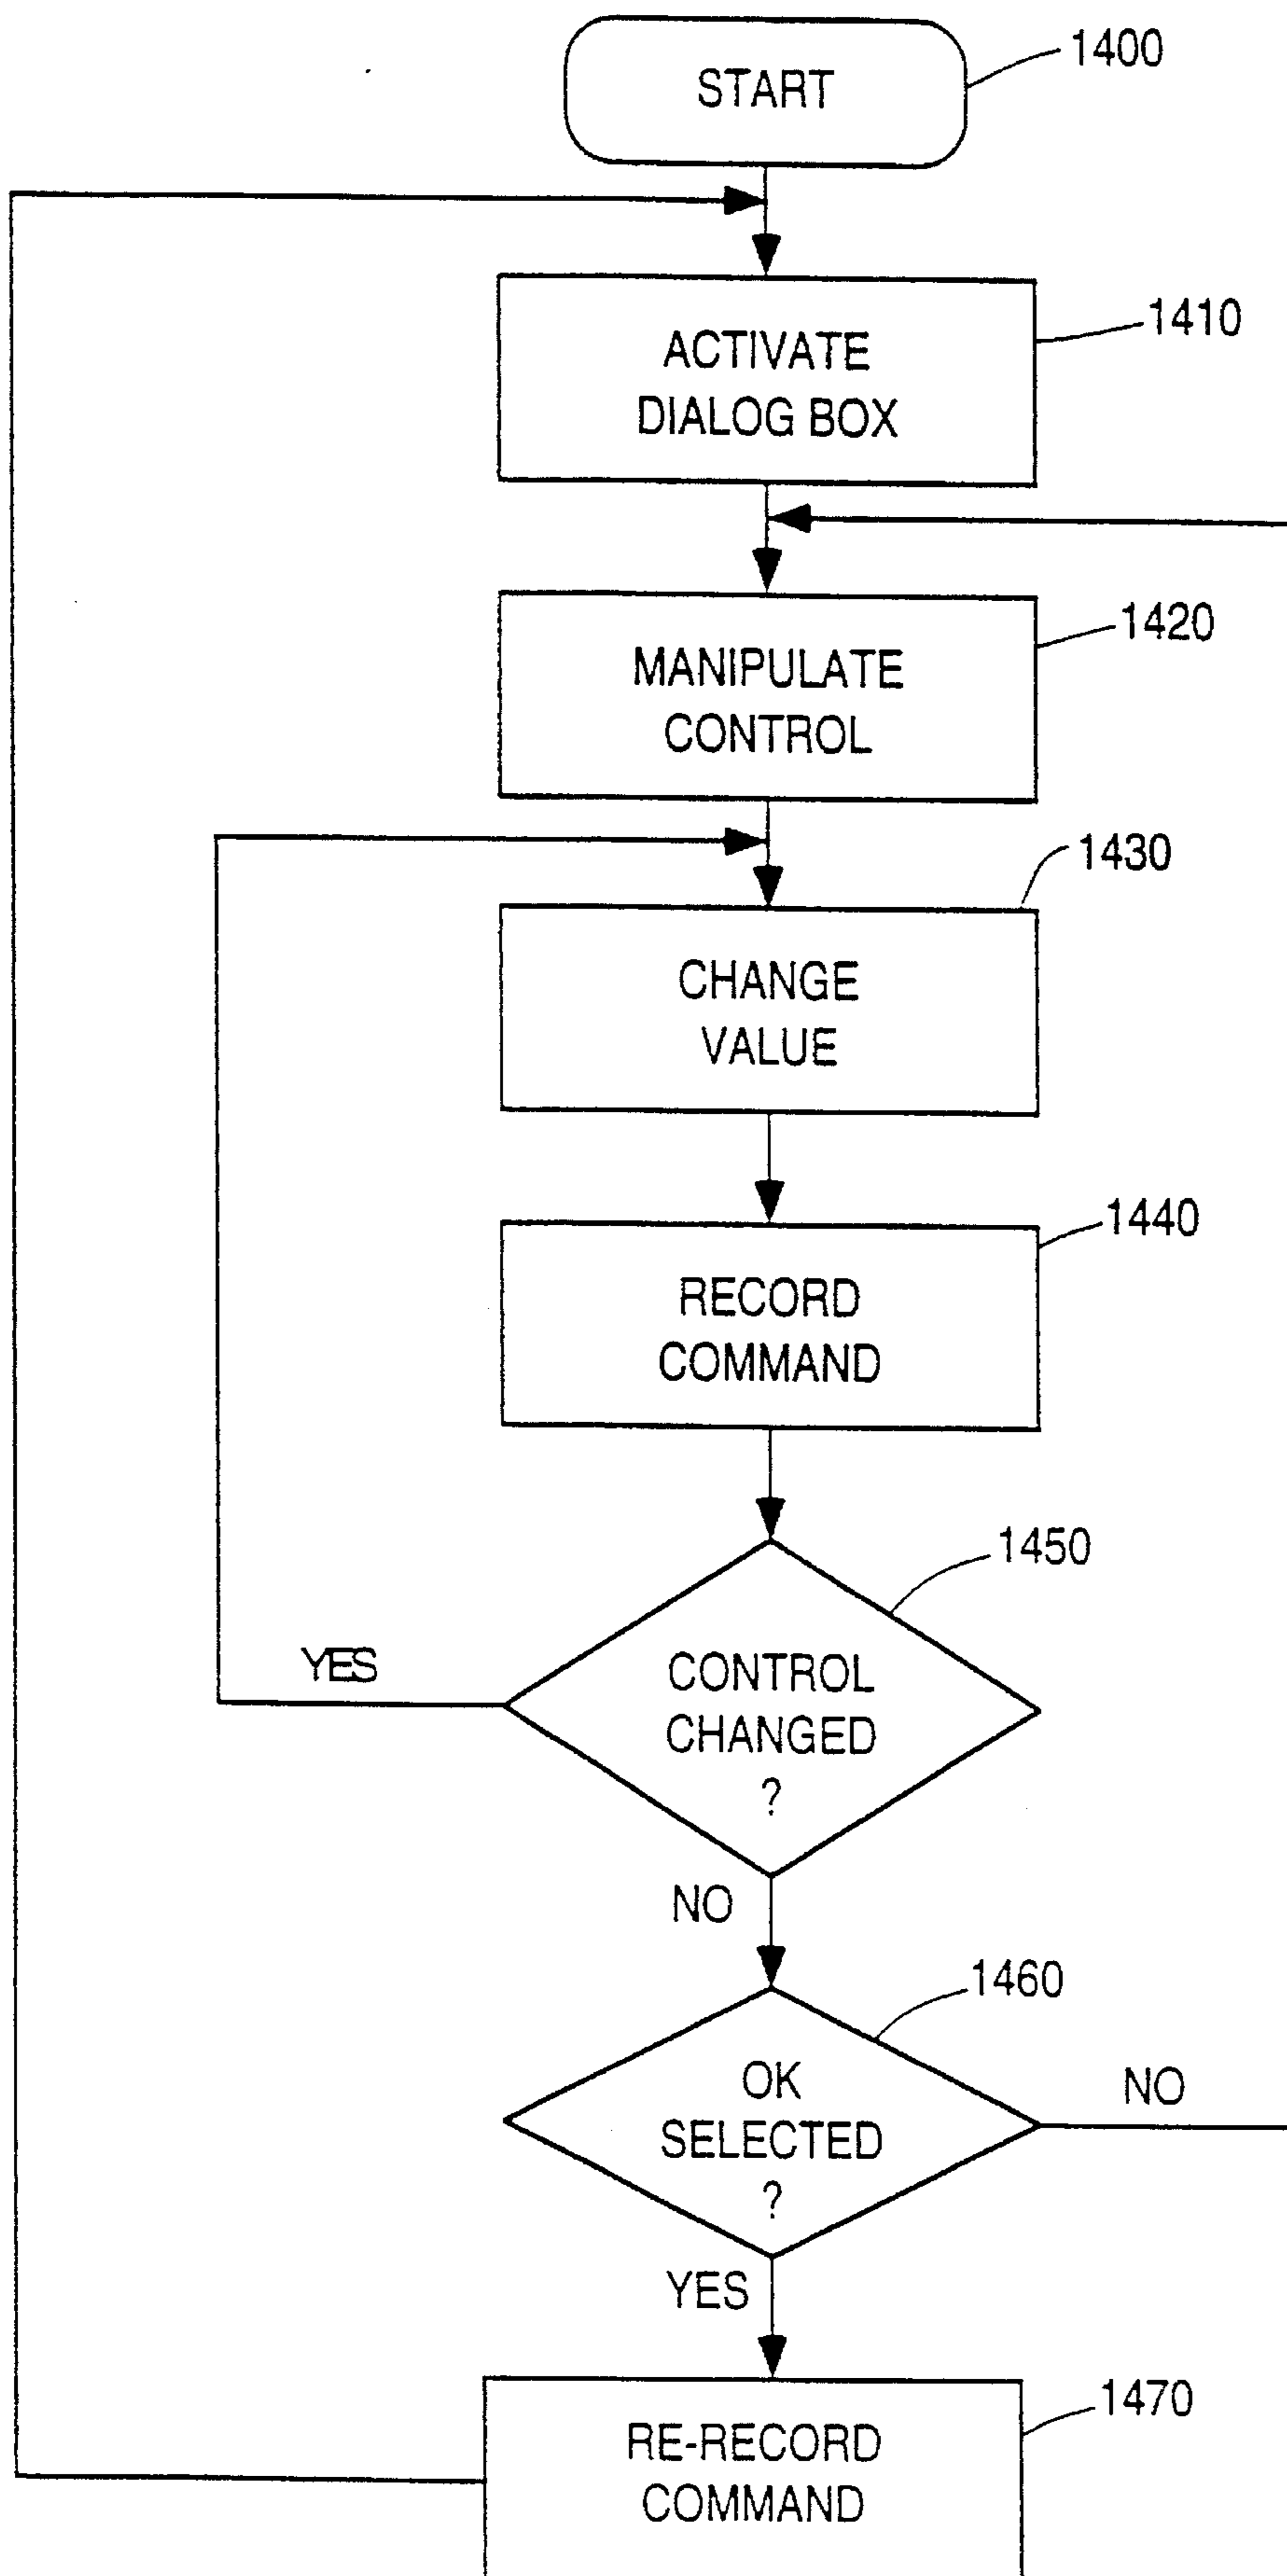 START
1400
ACTIVATE
DIALOG BOX
1410
MANIPULATE
CONTROL
1420
CHANGE
VALUE
1430
RECORD
COMMAND
1440
CONTROL
CHANGED
?
1450
YES
NO
OK
SELECTED
?
1460
NO
YES
RE-RECORD
COMMAND
1470